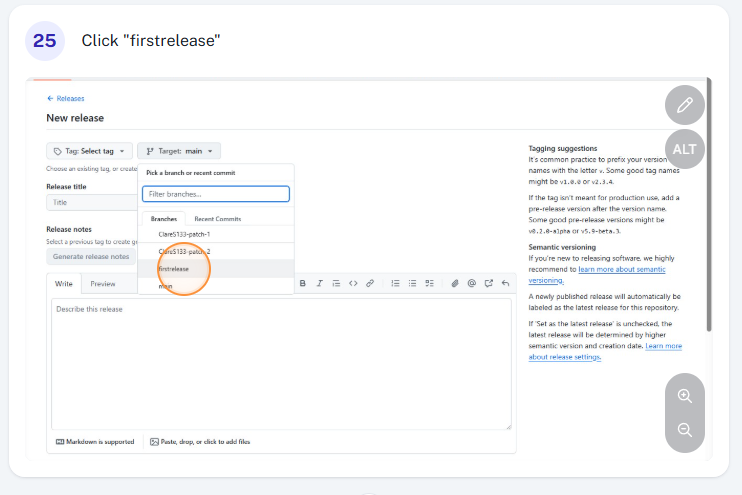 25 Click "firstrelease"
← Releases
New release
Tag: Select tag Target: main
Choose an existing tag, or create
Pick a branch or recent commit
Filter branches...
Branches Recent Commits
ClareS133-patch-1
ClareS133-patch-2
firstrelease
main
Release title
Title
Release notes
Select a previous tag to create
Generate release notes
Write Preview
Describe this release
Markdown is supported
Paste, drop, or click to add files
ALT
Tagging suggestions
It's common practice to prefix your version
names with the letter v. Some good tag names
might be v1.0.0 or v2.3.4.
If the tag isn't meant for production use, add a
pre-release version after the version name.
Some good pre-release versions might be
v0.2.0-alpha or v5.9-beta.3.
Semantic versioning
If you're new to releasing software, we highly
recommend to learn more about semantic
versioning.
A newly published release will automatically be
labeled as the latest release for this repository.
If 'Set as the latest release' is unchecked, the
latest release will be determined by higher
semantic version and creation date. Learn more
about release settings.